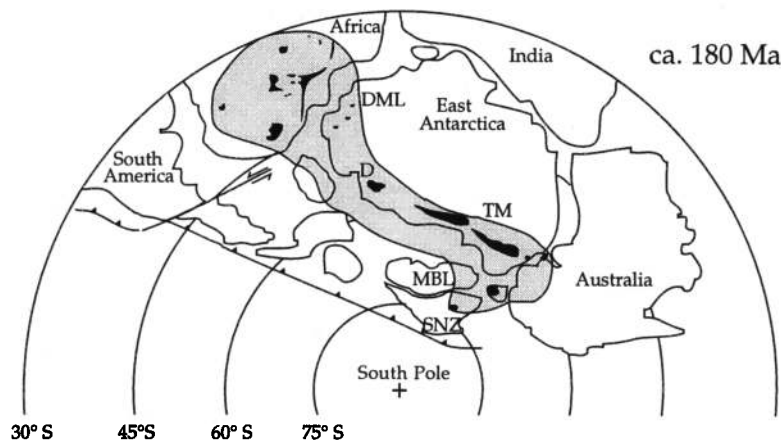 Africa
India
ca. 180 Ma
DML
East
Antarctica
South
America
D
TM
MBL
Australia
SNZ
South Pole
30° S
45°S
60° S
75° S